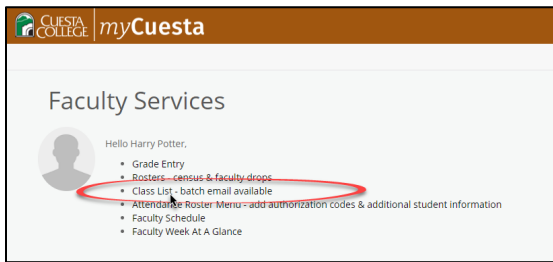 CUESTA
COLLEGE
myCuesta
Faculty Services
Hello Harry Potter,
Grade Entry
Rosters - census & faculty drops
Class List - batch email available
Attendance Roster Menu - add authorization codes & additional student information
Faculty Schedule
Faculty Week At A Glance